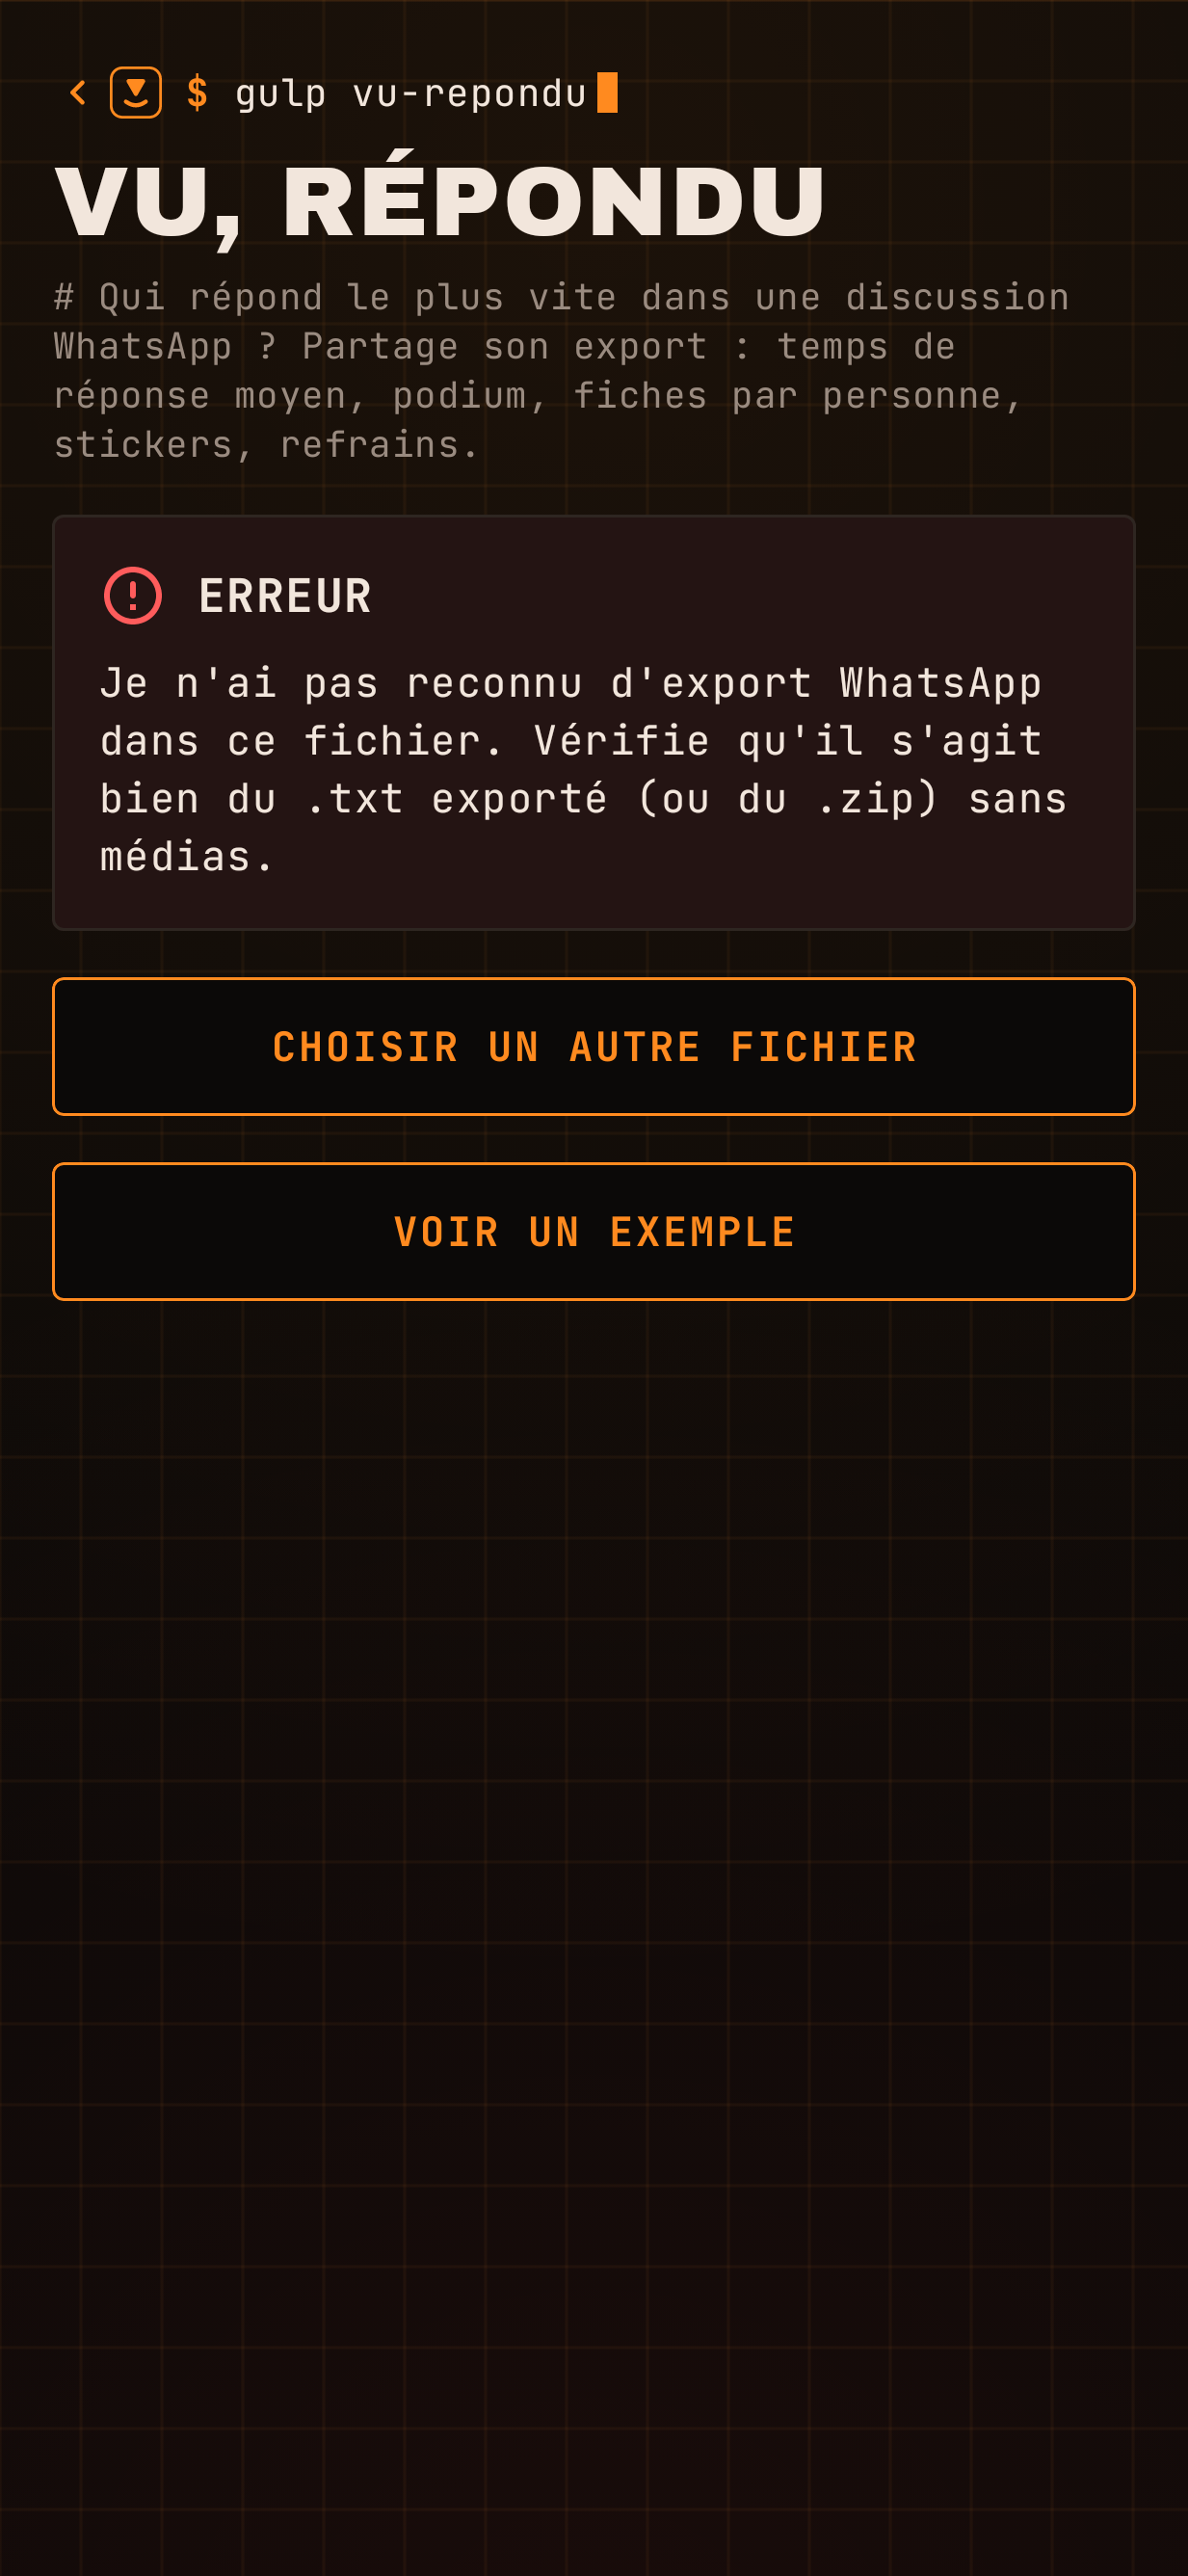 $ gulp vu-repondu
VU, RÉPONDU
# Qui répond le plus vite dans une discussion
WhatsApp ? Partage son export : temps de
réponse moyen, podium, fiches par personne,
stickers, refrains.
ERREUR
Je n'ai pas reconnu d'export WhatsApp
dans ce fichier. Vérifie qu'il s'agit
bien du .txt exporté (ou du .zip) sans
médias.
CHOISIR UN AUTRE FICHIER
VOIR UN EXEMPLE